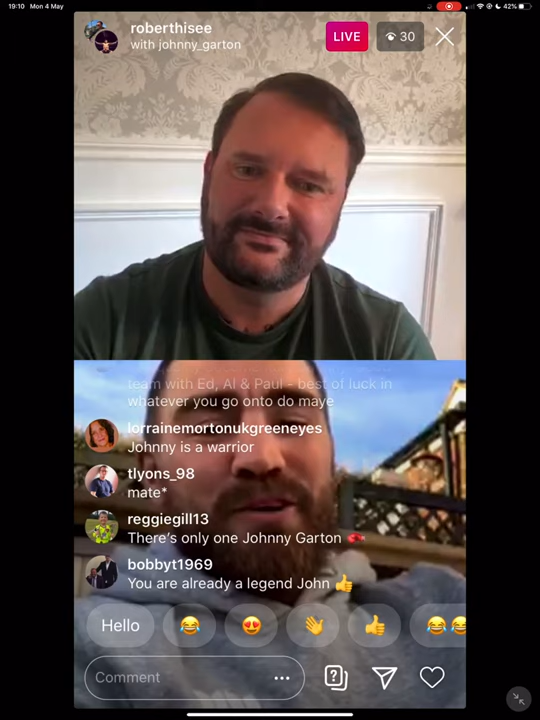 19:10 Mon 4 May
42%
roberthisee
with johnny_garton
LIVE
30
team with Ed, Al & Paul - best of luck in
whatever you go onto do maye
lorrainemortonukgreeneyes
Johnny is a warrior
tlyons_98
mate*
reggiegill13
There's only one Johnny Garton 🥊
bobbyt1969
You are already a legend John 👍
Hello 😂 😍 👋 👍 😂😂
Comment